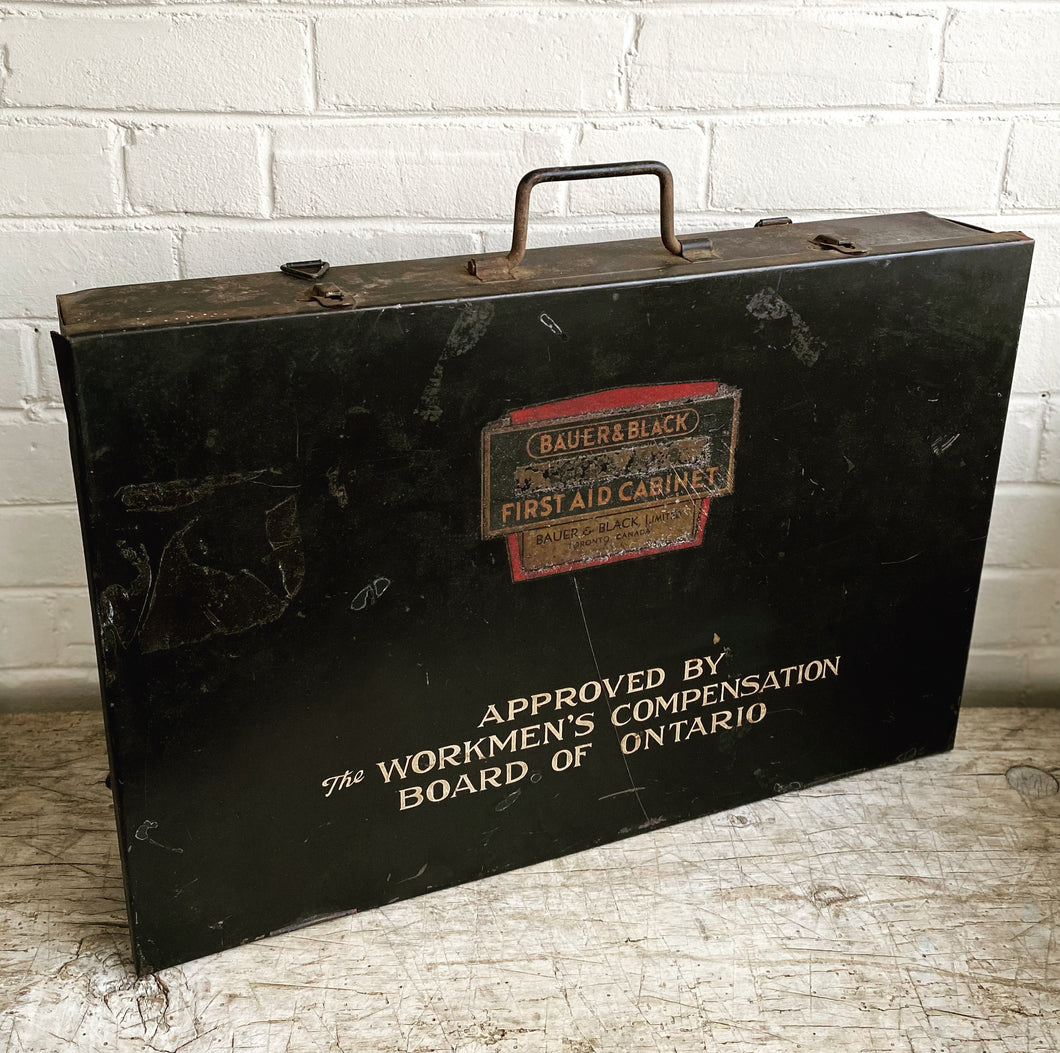 BAUER & BLACK
FIRST AID CABINET
BAUER & BLACK, LIMITED
TORONTO, CANADA
APPROVED BY
The WORKMEN'S COMPENSATION
BOARD OF ONTARIO